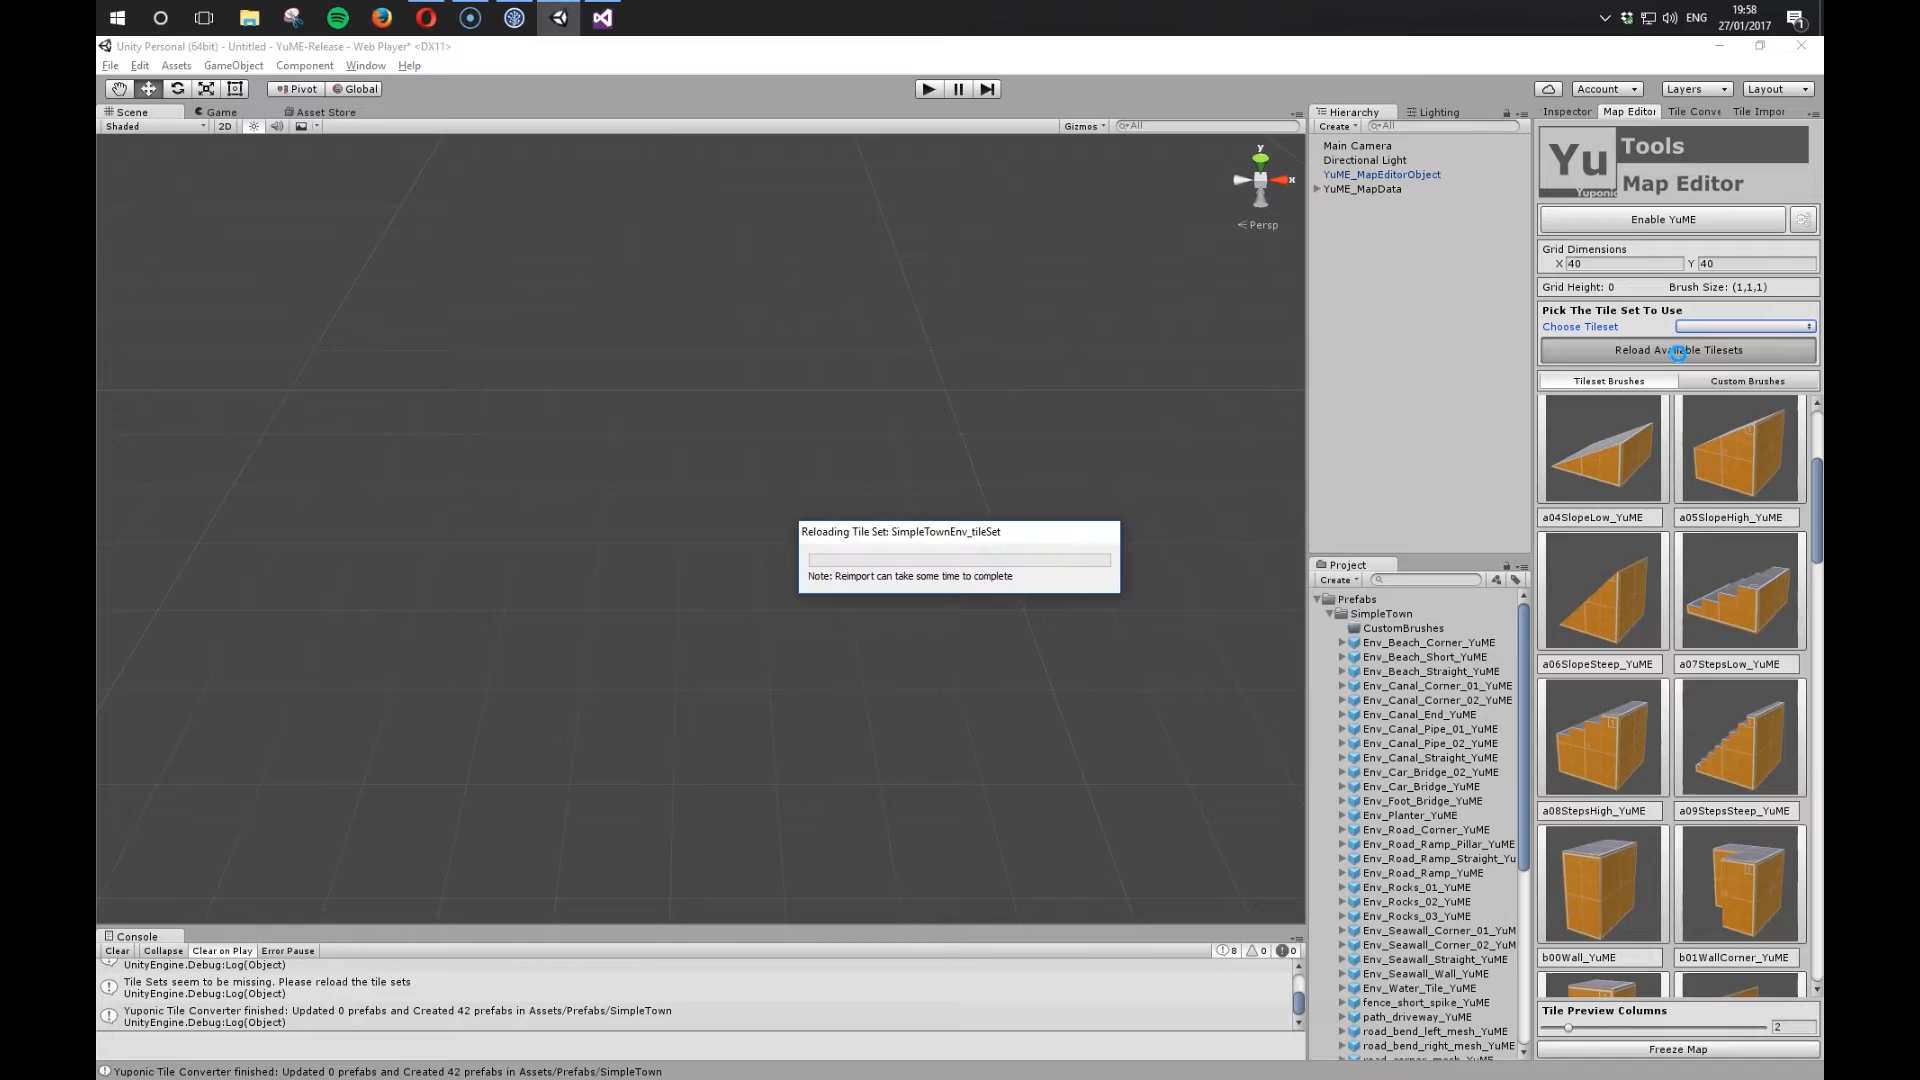 19:58
ENG
27/01/2017
1
Unity Personal (64bit) - Untitled - YuME-Release - Web Player* <DX11>
File Edit Assets GameObject Component Window Help
Pivot Global
Account Layers Layout
Scene Game Asset Store
Hierarchy Lighting
Inspector Map Editor Tile Conve Tile Impor
Shaded 2D
Gizmos All
Create All
Main Camera
Directional Light
YuME_MapEditorObject
YuME_MapData
y
x
Persp
Yu Tools
Yuponic
Map Editor
Enable YuME
Grid Dimensions
X 40 Y 40
Grid Height: 0 Brush Size: (1,1,1)
Pick The Tile Set To Use
Choose Tileset
Reload Available Tilesets
Tileset Brushes Custom Brushes
a04SlopeLow_YuME a05SlopeHigh_YuME
a06SlopeSteep_YuME a07StepsLow_YuME
a08StepsHigh_YuME a09StepsSteep_YuME
b00Wall_YuME b01WallCorner_YuME
Tile Preview Columns
2
Freeze Map
Reloading Tile Set: SimpleTownEnv_tileSet
Note: Reimport can take some time to complete
Project
Create
Prefabs
SimpleTown
CustomBrushes
Env_Beach_Corner_YuME
Env_Beach_Short_YuME
Env_Beach_Straight_YuME
Env_Canal_Corner_01_YuME
Env_Canal_Corner_02_YuME
Env_Canal_End_YuME
Env_Canal_Pipe_01_YuME
Env_Canal_Pipe_02_YuME
Env_Canal_Straight_YuME
Env_Car_Bridge_02_YuME
Env_Car_Bridge_YuME
Env_Foot_Bridge_YuME
Env_Planter_YuME
Env_Road_Corner_YuME
Env_Road_Ramp_Pillar_YuME
Env_Road_Ramp_Straight_Yu
Env_Road_Ramp_YuME
Env_Rocks_01_YuME
Env_Rocks_02_YuME
Env_Rocks_03_YuME
Env_Seawall_Corner_01_YuM
Env_Seawall_Corner_02_YuM
Env_Seawall_Straight_YuME
Env_Seawall_Wall_YuME
Env_Water_Tile_YuME
fence_short_spike_YuME
path_driveway_YuME
road_bend_left_mesh_YuME
road_bend_right_mesh_YuME
road_corner_mesh_YuME
Console
Clear Collapse Clear on Play Error Pause
8 0 0
UnityEngine.Debug:Log(Object)
Tile Sets seem to be missing. Please reload the tile sets
UnityEngine.Debug:Log(Object)
Yuponic Tile Converter finished: Updated 0 prefabs and Created 42 prefabs in Assets/Prefabs/SimpleTown
UnityEngine.Debug:Log(Object)
Yuponic Tile Converter finished: Updated 0 prefabs and Created 42 prefabs in Assets/Prefabs/SimpleTown